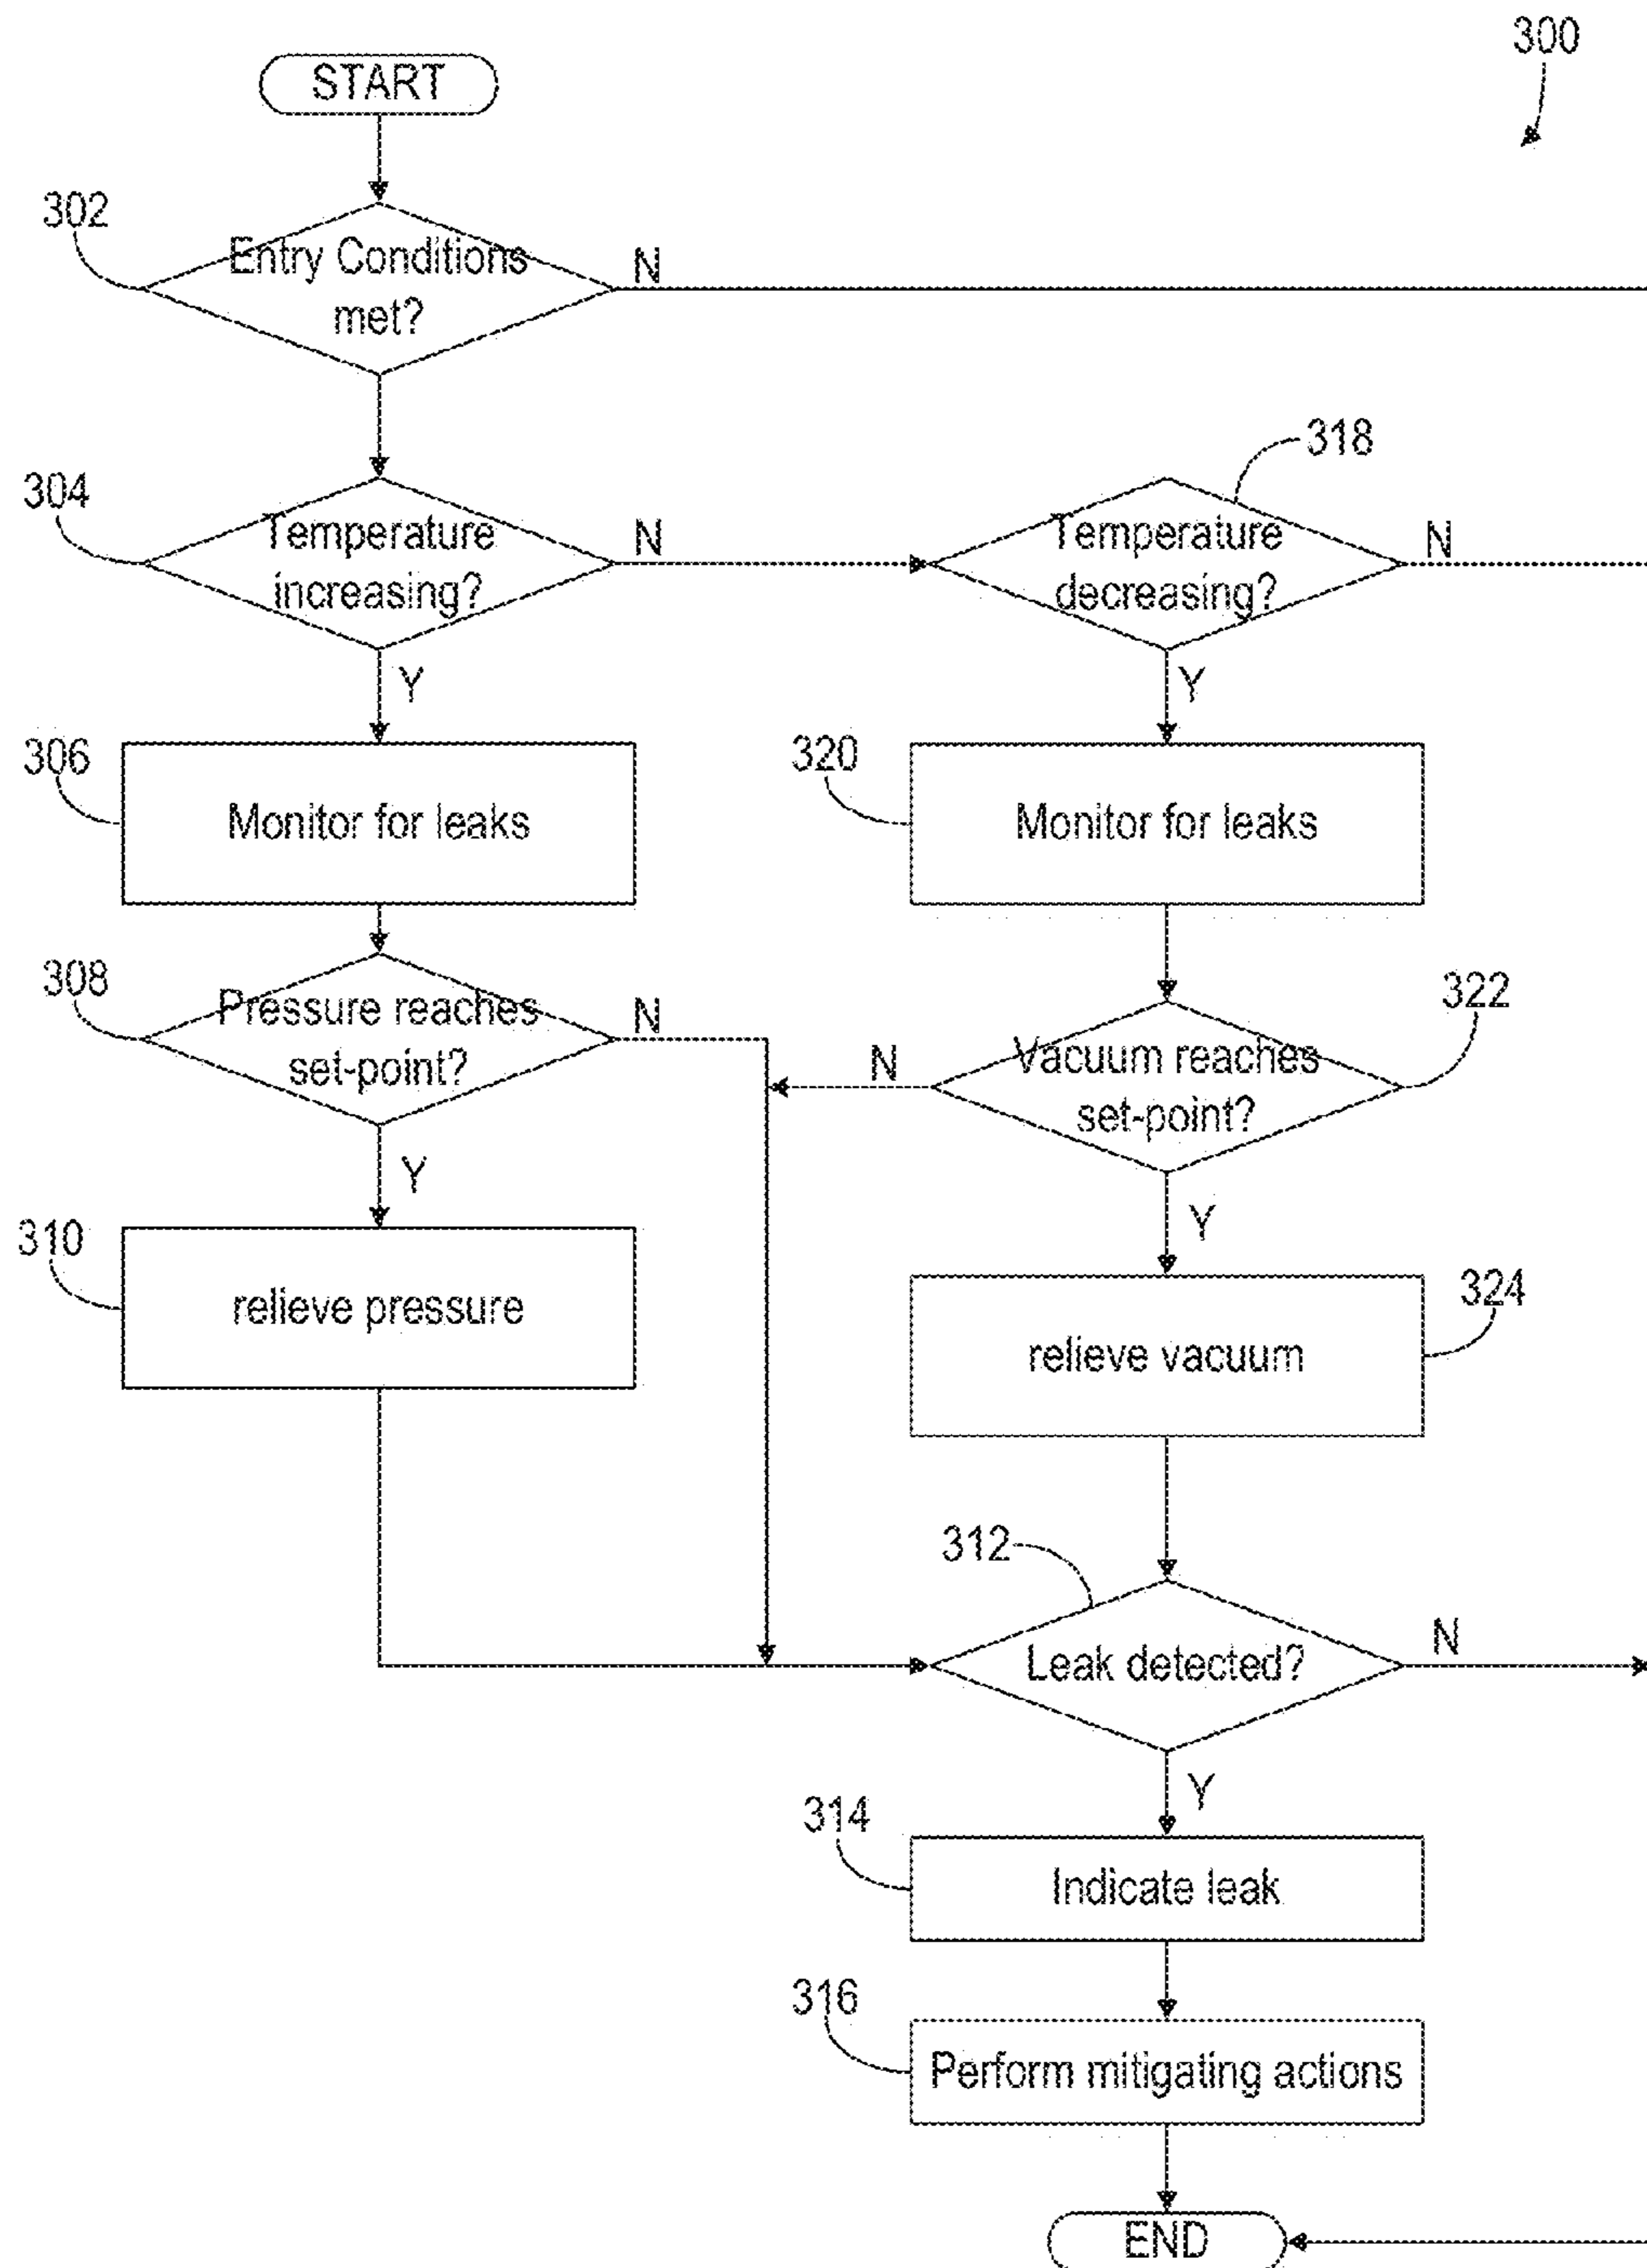 300
START
302
Entry Conditions
met?
N
304
Temperature
increasing?
N
318
Temperature
decreasing?
N
Y
Y
306
Monitor for leaks
320
Monitor for leaks
308
Pressure reaches
set-point?
N
322
Vacuum reaches
set-point?
N
Y
Y
310
relieve pressure
324
relieve vacuum
312
Leak detected?
N
Y
314
Indicate leak
316
Perform mitigating actions
END